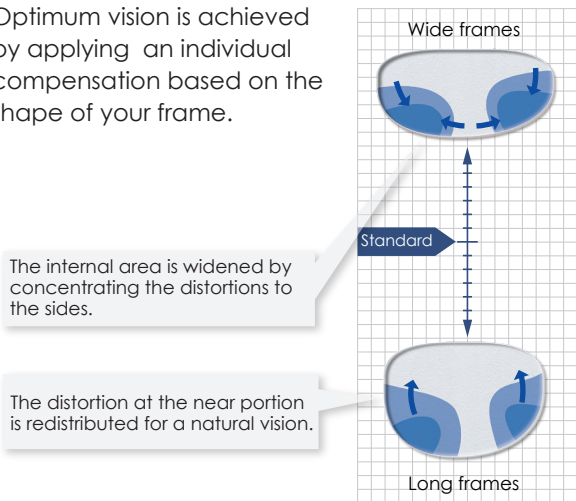 Optimum vision is achieved
by applying  an individual
compensation based on the
shape of your frame.
Wide frames
Standard
The internal area is widened by
concentrating the distortions to
the sides.
The distortion at the near portion
is redistributed for a natural vision.
Long frames